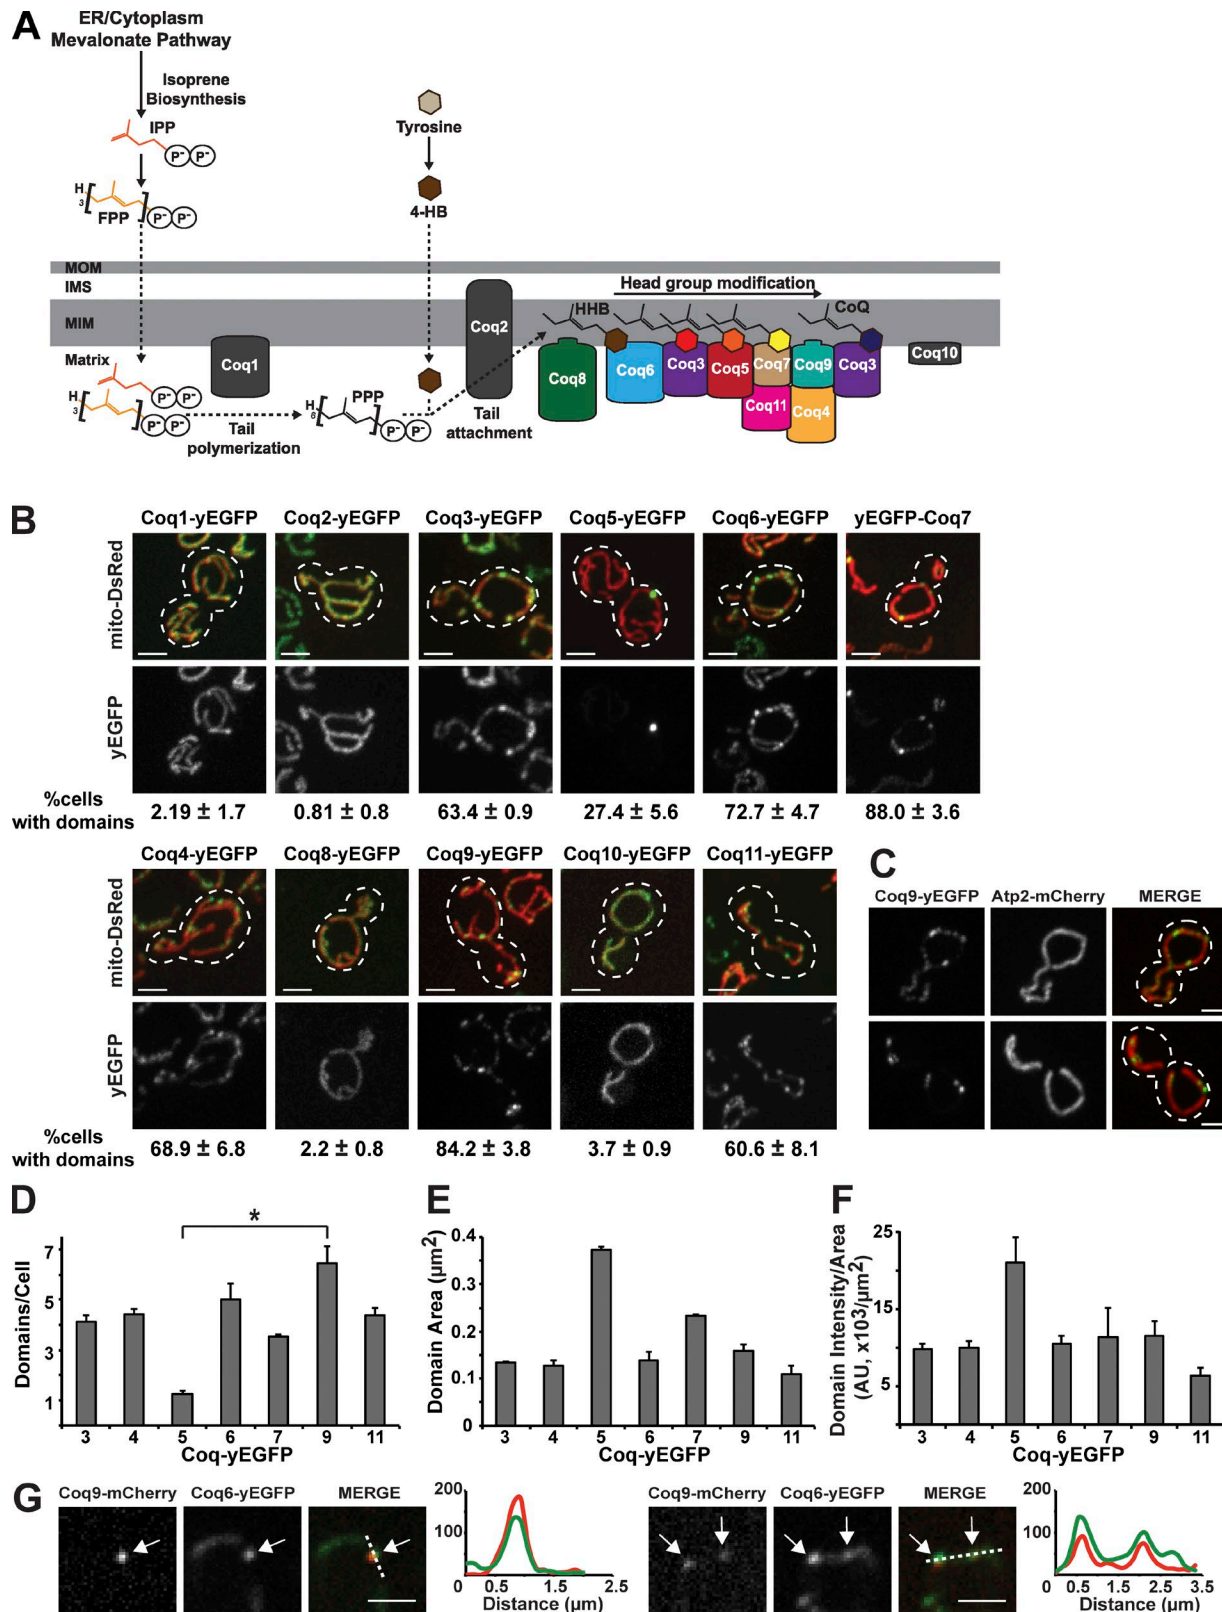 A
ER/Cytoplasm
Mevalonate Pathway
Isoprene
Biosynthesis
IPP
P- P-
H
3
FPP
P- P-
Tyrosine
4-HB
MOM
IMS
MIM
Matrix
Head group modification
HHB
CoQ
Coq1
Coq2
Coq8
Coq6
Coq3
Coq5
Coq7
Coq9
Coq3
Coq10
Coq11
Coq4
P- P-
H
3
P- P-
Tail
polymerization
H
6
PPP
P- P-
Tail
attachment
B
Coq1-yEGFP Coq2-yEGFP Coq3-yEGFP Coq5-yEGFP Coq6-yEGFP yEGFP-Coq7
mito-DsRed
yEGFP
%cells
with domains
2.19 ± 1.7 0.81 ± 0.8 63.4 ± 0.9 27.4 ± 5.6 72.7 ± 4.7 88.0 ± 3.6
Coq4-yEGFP Coq8-yEGFP Coq9-yEGFP Coq10-yEGFP Coq11-yEGFP
mito-DsRed
yEGFP
%cells
with domains
68.9 ± 6.8 2.2 ± 0.8 84.2 ± 3.8 3.7 ± 0.9 60.6 ± 8.1
C
Coq9-yEGFP Atp2-mCherry MERGE
D
*
Domains/Cell
7
5
3
1
3 4 5 6 7 9 11
Coq-yEGFP
E
Domain Area (µm2)
0.4
0.3
0.2
0.1
0
3 4 5 6 7 9 11
Coq-yEGFP
F
Domain Intensity/Area
(AU, x103/µm2)
25
15
5
3 4 5 6 7 9 11
Coq-yEGFP
G
Coq9-mCherry Coq6-yEGFP MERGE
200
100
0
0.5 1.5 2.5
Distance (µm)
Coq9-mCherry Coq6-yEGFP MERGE
200
100
0
0.5 1.5 2.5 3.5
Distance (µm)